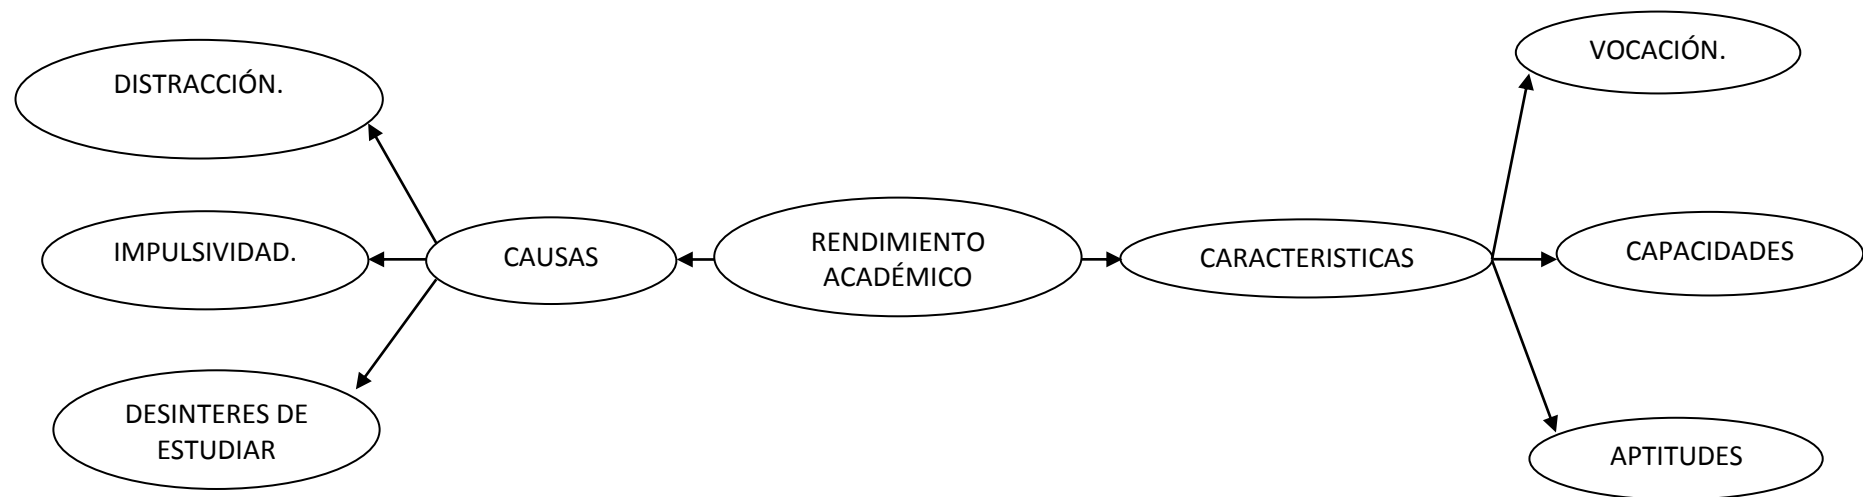 VOCACIÓN.
DISTRACCIÓN.
IMPULSIVIDAD.
CAUSAS
RENDIMIENTO
ACADÉMICO
CARACTERISTICAS
CAPACIDADES
DESINTERES DE
ESTUDIAR
APTITUDES